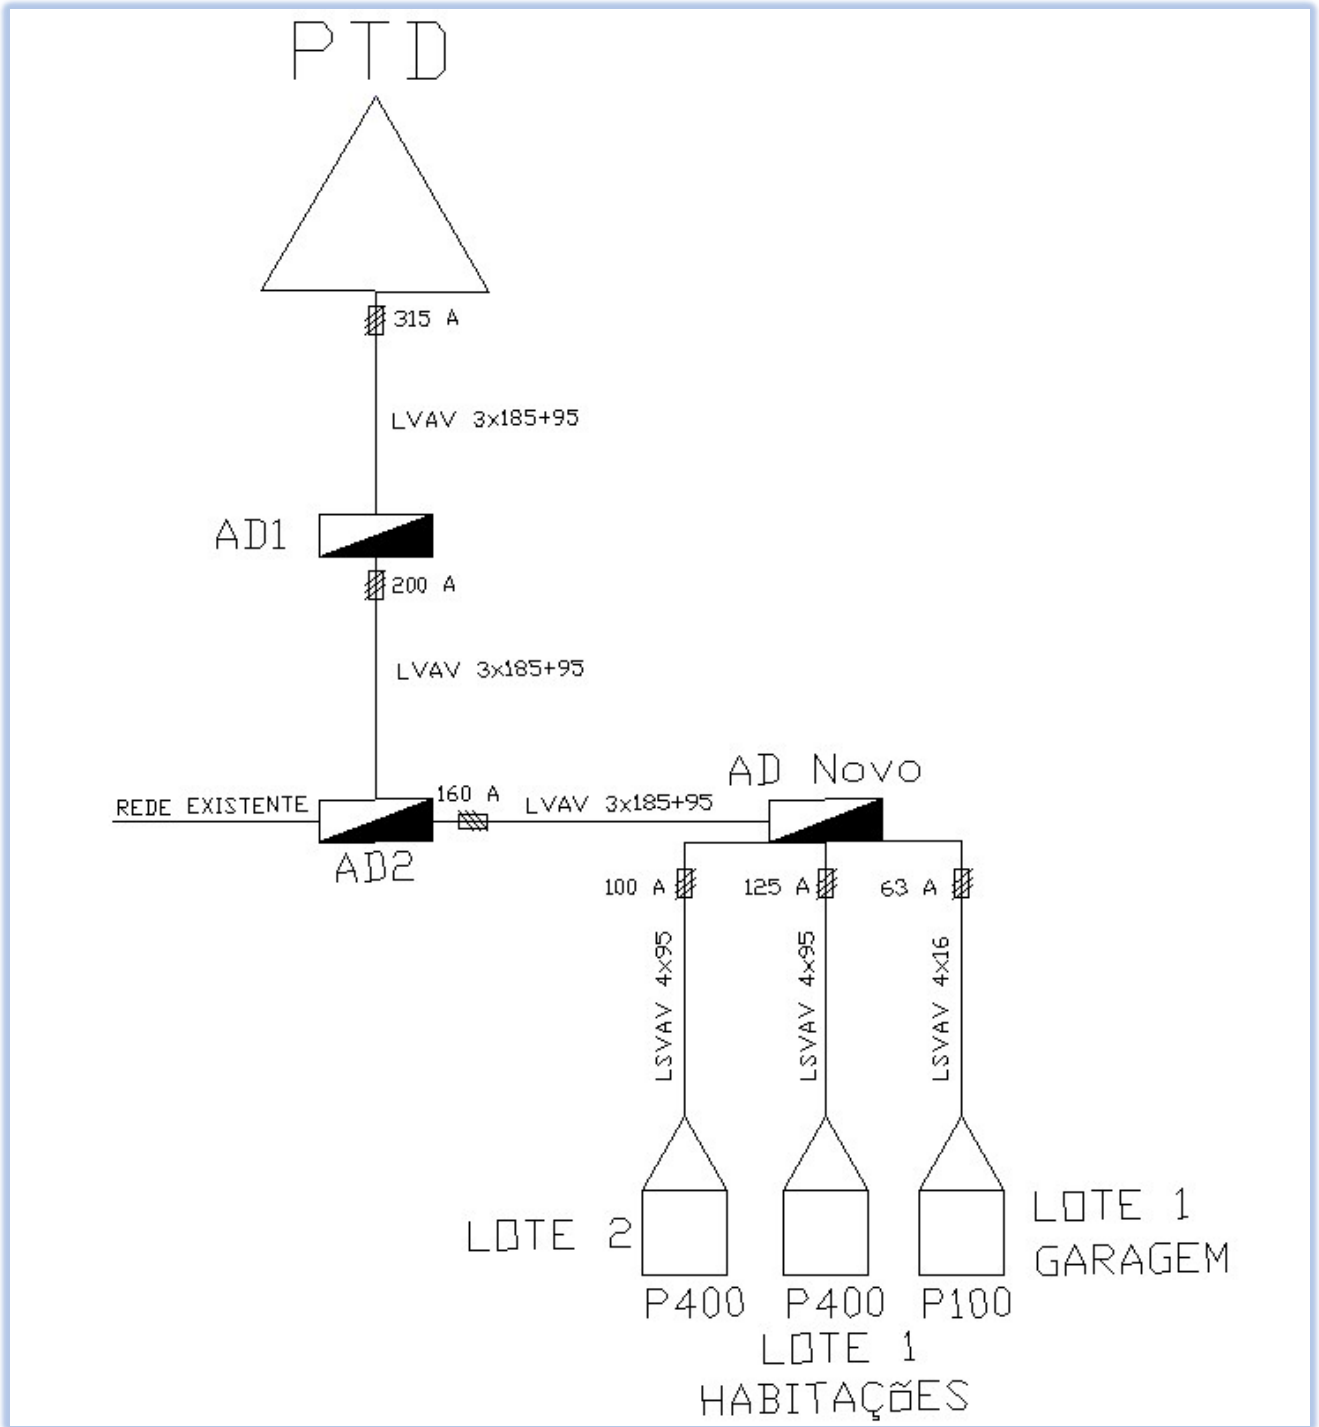 PTD
315 A
LVAV 3x185+95
AD1
200 A
LVAV 3x185+95
AD Novo
REDE EXISTENTE
160 A
LVAV 3x185+95
AD2
100 A
125 A
63 A
LSVAV 4x95
LSVAV 4x95
LSVAV 4x16
LOTE 2
LOTE 1
GARAGEM
P400
P400
P100
LOTE 1
HABITAÇÕES